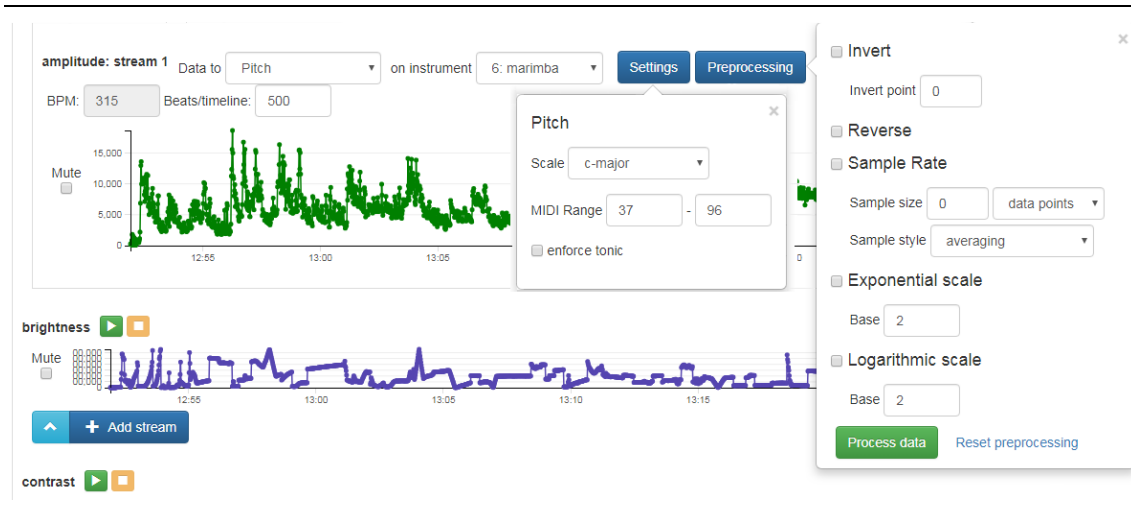 amplitude: stream 1 Data to Pitch on instrument 6: marimba Settings Preprocessing
BPM: 315 Beats/timeline: 500
Mute
15,000
10,000
5,000
0
12:55 13:00 13:05 0
Pitch ×
Scale c-major
MIDI Range 37 - 96
enforce tonic
×
Invert
Invert point 0
Reverse
Sample Rate
Sample size 0 data points
Sample style averaging
Exponential scale
Base 2
Logarithmic scale
Base 2
Process data Reset preprocessing
brightness
Mute
12:55 13:00 13:05 13:10 13:15
+ Add stream
contrast